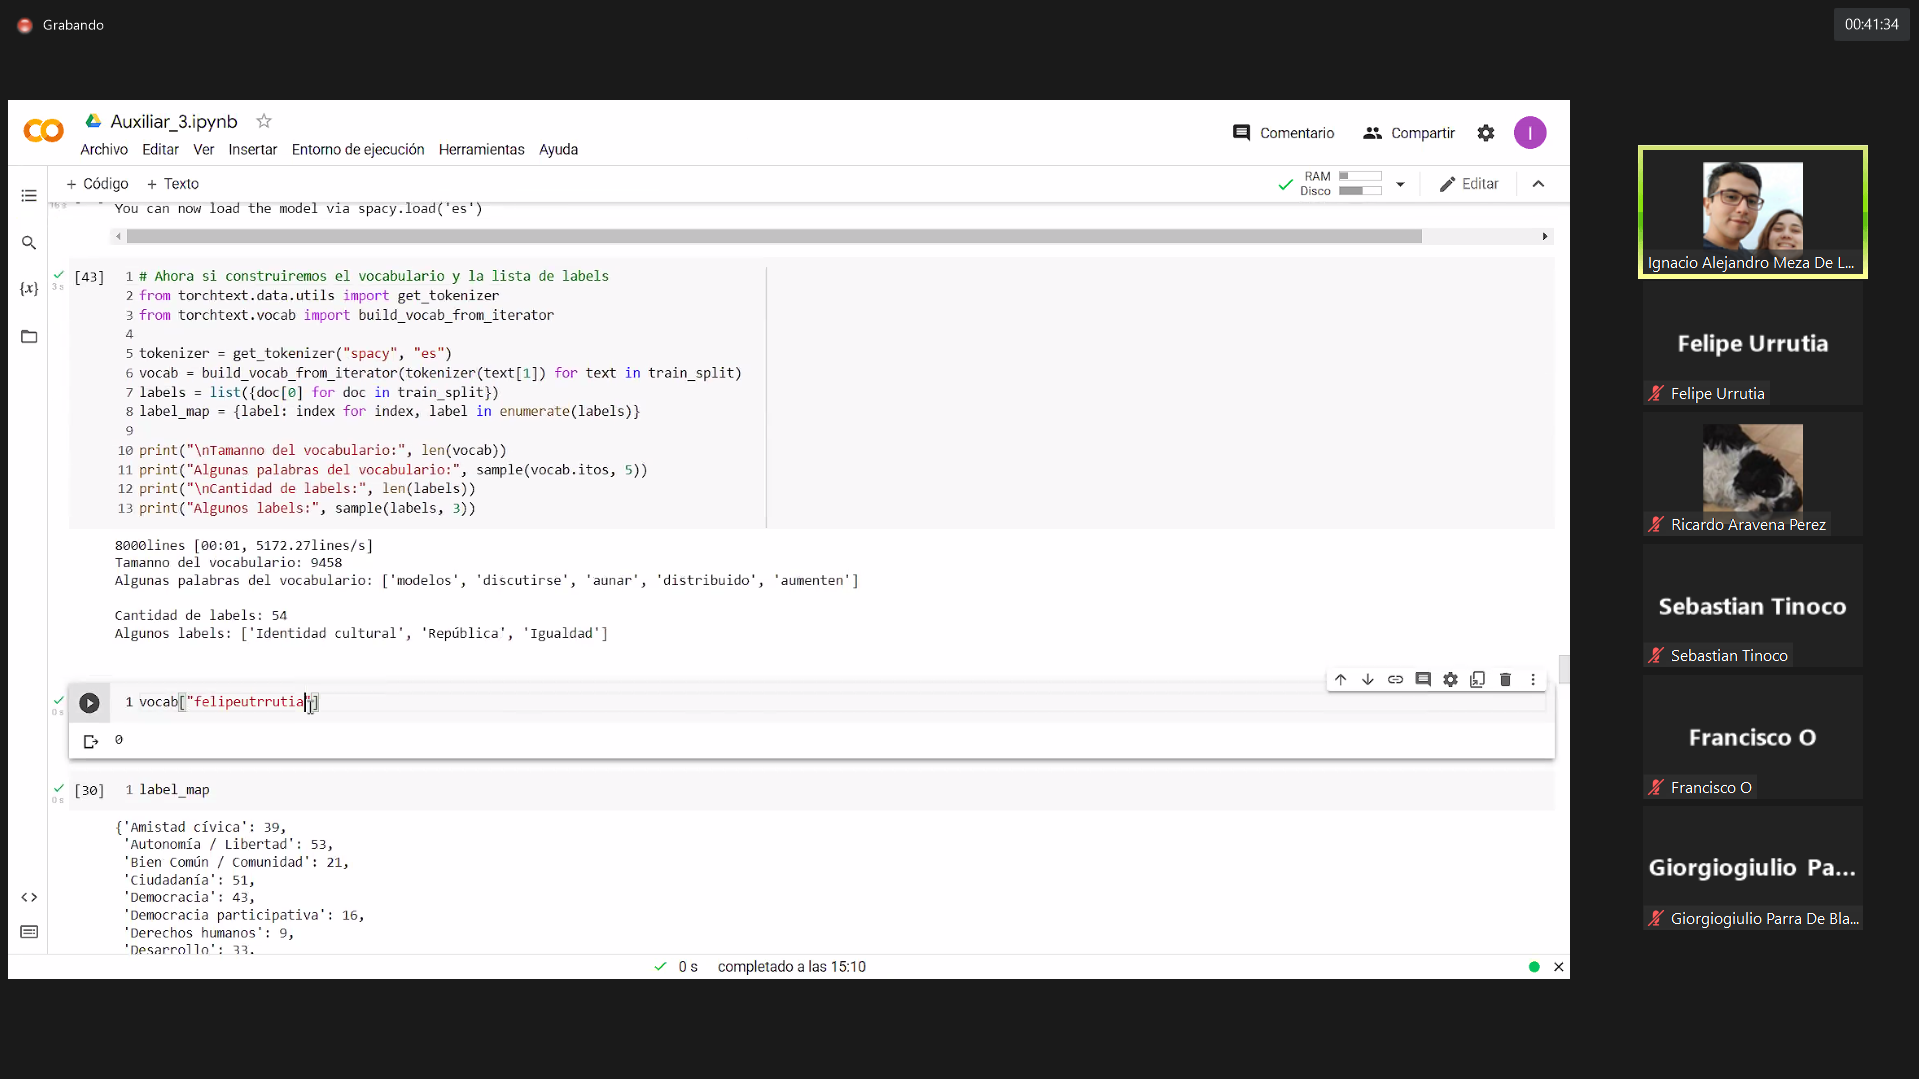 Grabando
00:41:34
Auxiliar_3.ipynb
Comentario
Compartir
I
Archivo Editar Ver Insertar Entorno de ejecución Herramientas Ayuda
+ Código + Texto
RAM
Disco
Editar
You can now load the model via spacy.load('es')
[43]
3 s
1 # Ahora si construiremos el vocabulario y la lista de labels
2 from torchtext.data.utils import get_tokenizer
3 from torchtext.vocab import build_vocab_from_iterator
4
5 tokenizer = get_tokenizer("spacy", "es")
6 vocab = build_vocab_from_iterator(tokenizer(text[1]) for text in train_split)
7 labels = list({doc[0] for doc in train_split})
8 label_map = {label: index for index, label in enumerate(labels)}
9
10 print("\nTamanno del vocabulario:", len(vocab))
11 print("Algunas palabras del vocabulario:", sample(vocab.itos, 5))
12 print("\nCantidad de labels:", len(labels))
13 print("Algunos labels:", sample(labels, 3))
8000lines [00:01, 5172.27lines/s]
Tamanno del vocabulario: 9458
Algunas palabras del vocabulario: ['modelos', 'discutirse', 'aunar', 'distribuido', 'aumenten']
Cantidad de labels: 54
Algunos labels: ['Identidad cultural', 'República', 'Igualdad']
0 s
1 vocab["felipeutrrutia"]
0
[30]
0 s
1 label_map
{'Amistad cívica': 39,
'Autonomía / Libertad': 53,
'Bien Común / Comunidad': 21,
'Ciudadanía': 51,
'Democracia': 43,
'Democracia participativa': 16,
'Derechos humanos': 9,
'Desarrollo': 33,
0 s completado a las 15:10
Ignacio Alejandro Meza De L...
Felipe Urrutia
Felipe Urrutia
Ricardo Aravena Perez
Sebastian Tinoco
Sebastian Tinoco
Francisco O
Francisco O
Giorgiogiulio Pa...
Giorgiogiulio Parra De Bla...